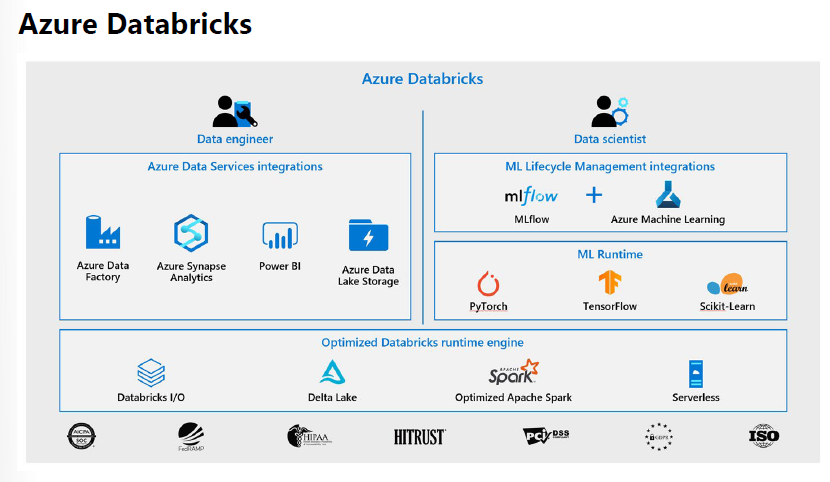 Azure Databricks
Azure Databricks
Data engineer
Data scientist
Azure Data Services integrations
Azure Data
Factory
Azure Synapse
Analytics
Power BI
Azure Data
Lake Storage
ML Lifecycle Management integrations
mlflow
MLflow
+
Azure Machine Learning
ML Runtime
PyTorch
TensorFlow
learn
Scikit-Learn
Optimized Databricks runtime engine
Databricks I/O
Delta Lake
APACHE
Spark
Optimized Apache Spark
Serverless
AICPA
SOC
FedRAMP
HIPAA
HITRUST
PCI DSS
ISO